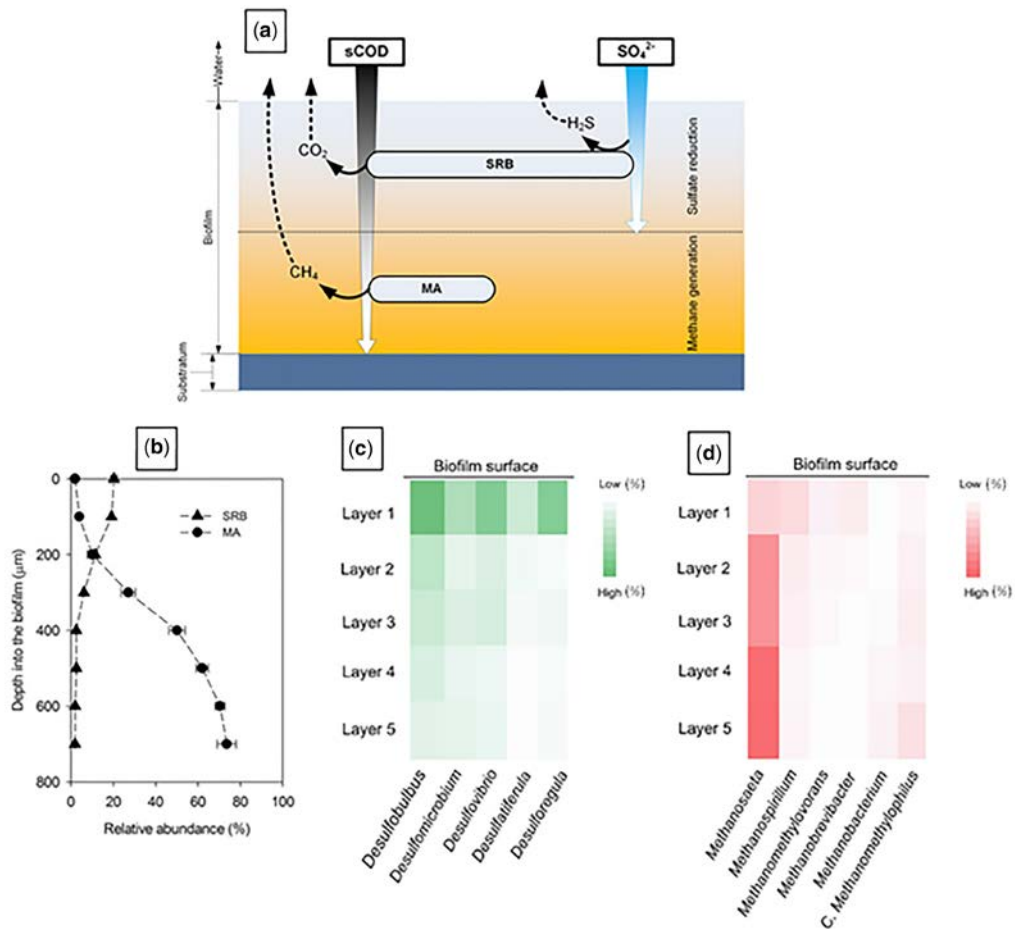 (a)
sCOD
SO₄²⁻
Water
H₂S
CO₂
SRB
Sulfate reduction
Biofilm
CH₄
MA
Methane generation
Substratum
(b)
0
200
400
600
800
Depth into the biofilm (μm)
SRB
MA
0 20 40 60 80 100
Relative abundance (%)
(c)
Biofilm surface
Layer 1
Layer 2
Layer 3
Layer 4
Layer 5
Low (%)
High (%)
Desulfobulbus
Desulfomicrobium
Desulfovibrio
Desulfatiferula
Desulforegula
(d)
Biofilm surface
Layer 1
Layer 2
Layer 3
Layer 4
Layer 5
Low (%)
High (%)
Methanosaeta
Methanospirillum
Methanomethylovorans
Methanobrevibacter
Methanobacterium
C. Methanomethylophilus